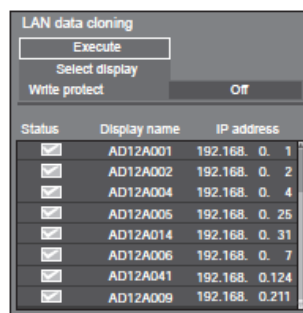 LAN data cloning
Execute
Select display
Write protect Off
Status Display name IP address
AD12A001 192.168. 0. 1
AD12A002 192.168. 0. 2
AD12A004 192.168. 0. 4
AD12A005 192.168. 0. 25
AD12A014 192.168. 0. 31
AD12A006 192.168. 0. 7
AD12A041 192.168. 0.124
AD12A009 192.168. 0.211